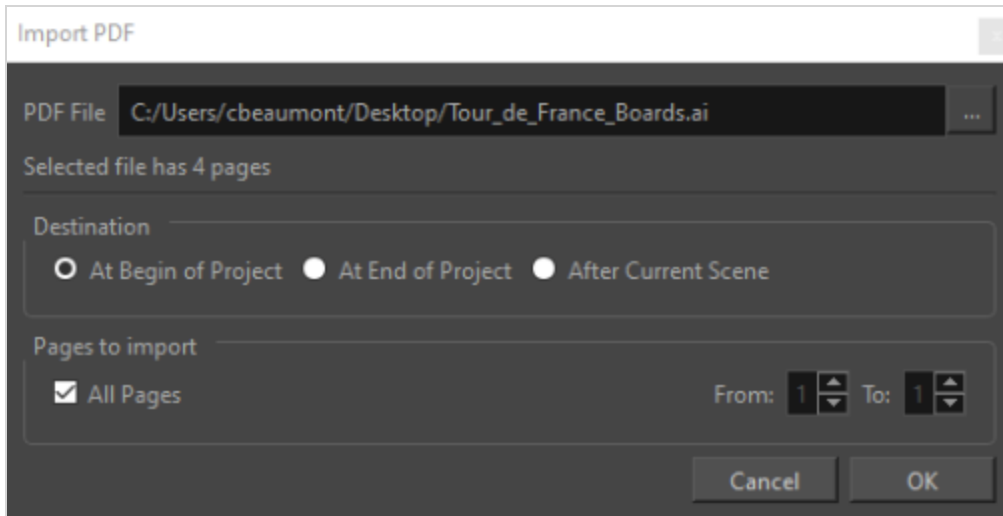 Import PDF
PDF File C:/Users/cbeaumont/Desktop/Tour_de_France_Boards.ai ...
Selected file has 4 pages
Destination
At Begin of Project At End of Project After Current Scene
Pages to import
All Pages From: 1 To: 1
Cancel OK